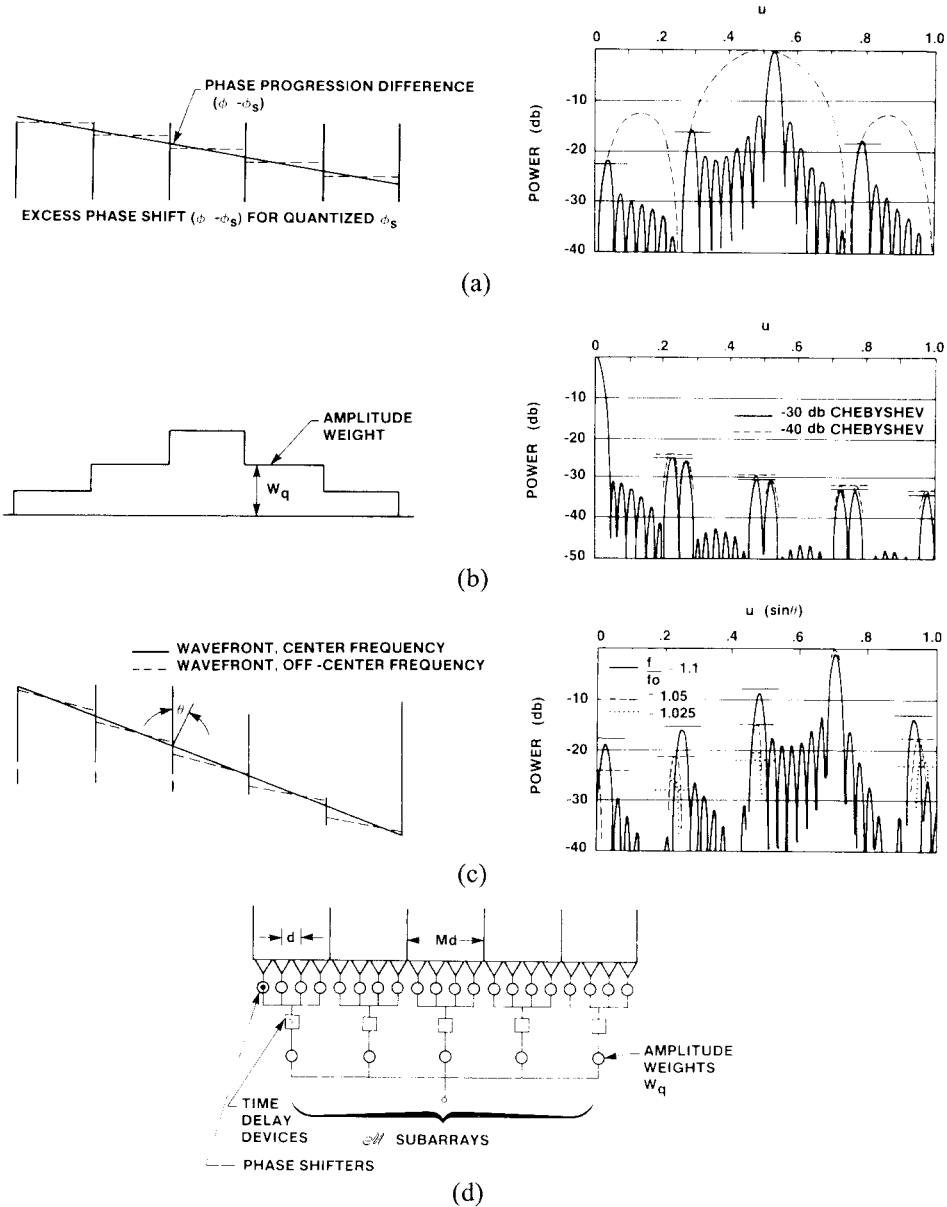 PHASE PROGRESSION DIFFERENCE
(ϕ -ϕs)
EXCESS PHASE SHIFT (ϕ -ϕs) FOR QUANTIZED ϕs
u
0 .2 .4 .6 .8 1.0
POWER (db)
-10
-20
-30
-40
(a)
AMPLITUDE
WEIGHT
Wq
u
0 .2 .4 .6 .8 1.0
POWER (db)
-10
-20
-30
-40
-50
-30 db CHEBYSHEV
-40 db CHEBYSHEV
(b)
WAVEFRONT, CENTER FREQUENCY
WAVEFRONT, OFF-CENTER FREQUENCY
θ
u (sinθ)
0 .2 .4 .6 .8 1.0
POWER (db)
-10
-20
-30
-40
f
fo
1.1
1.05
1.025
(c)
d
Md
AMPLITUDE
WEIGHTS
Wq
TIME
DELAY
DEVICES
ℳ SUBARRAYS
PHASE SHIFTERS
(d)